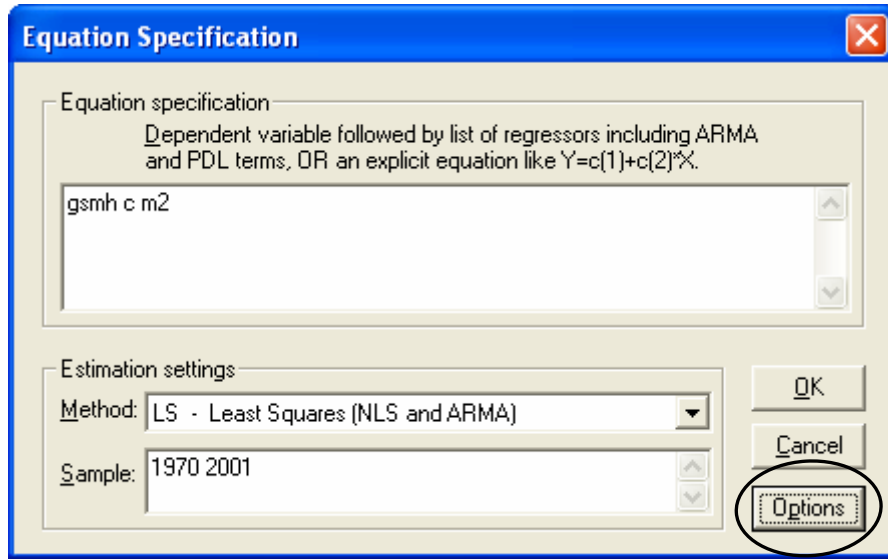 Equation Specification
Equation specification
Dependent variable followed by list of regressors including ARMA
and PDL terms, OR an explicit equation like Y=c(1)+c(2)*X.
gsmh c m2
Estimation settings
Method: LS - Least Squares (NLS and ARMA)
Sample: 1970 2001
OK
Cancel
Options